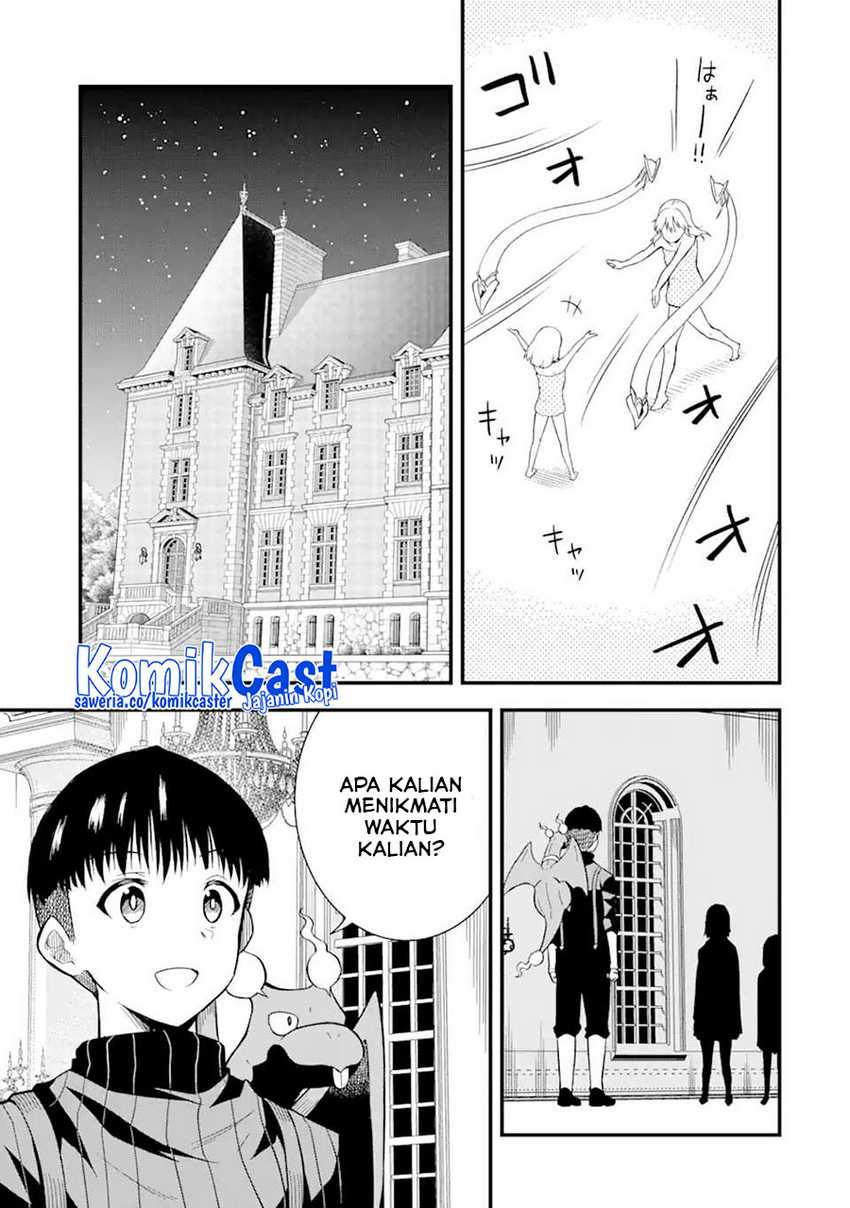 ゴオ
オ
はぁー!!
オ
キャッ
キャッ
オ
KomikCast
saweria.co/komikcaster Jajanin Kopi
APA KALIAN
MENIKMATI
WAKTU
KALIAN?